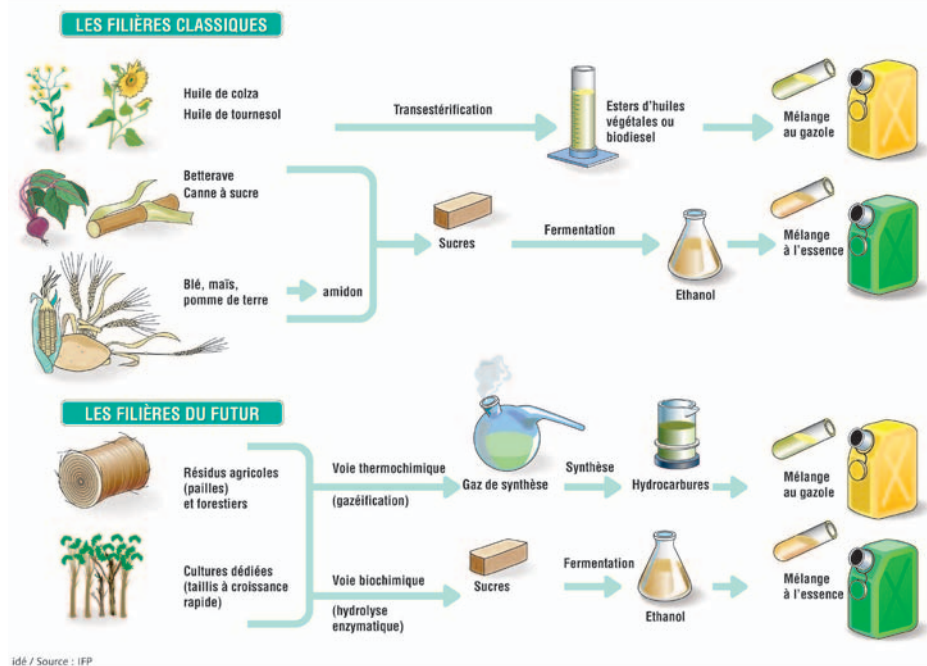 LES FILIÈRES CLASSIQUES
Huile de colza
Huile de tournesol
Transestérification
Esters d'huiles
végétales ou
biodiesel
Mélange
au gazole
Betterave
Canne à sucre
Sucres
Fermentation
Ethanol
Mélange
à l'essence
Blé, maïs,
pomme de terre
amidon
LES FILIÈRES DU FUTUR
Résidus agricoles
(pailles)
et forestiers
Voie thermochimique
(gazéification)
Gaz de synthèse
Synthèse
Hydrocarbures
Mélange
au gazole
Cultures dédiées
(taillis à croissance
rapide)
Voie biochimique
(hydrolyse
enzymatique)
Sucres
Fermentation
Ethanol
Mélange
à l'essence
idé / Source : IFP